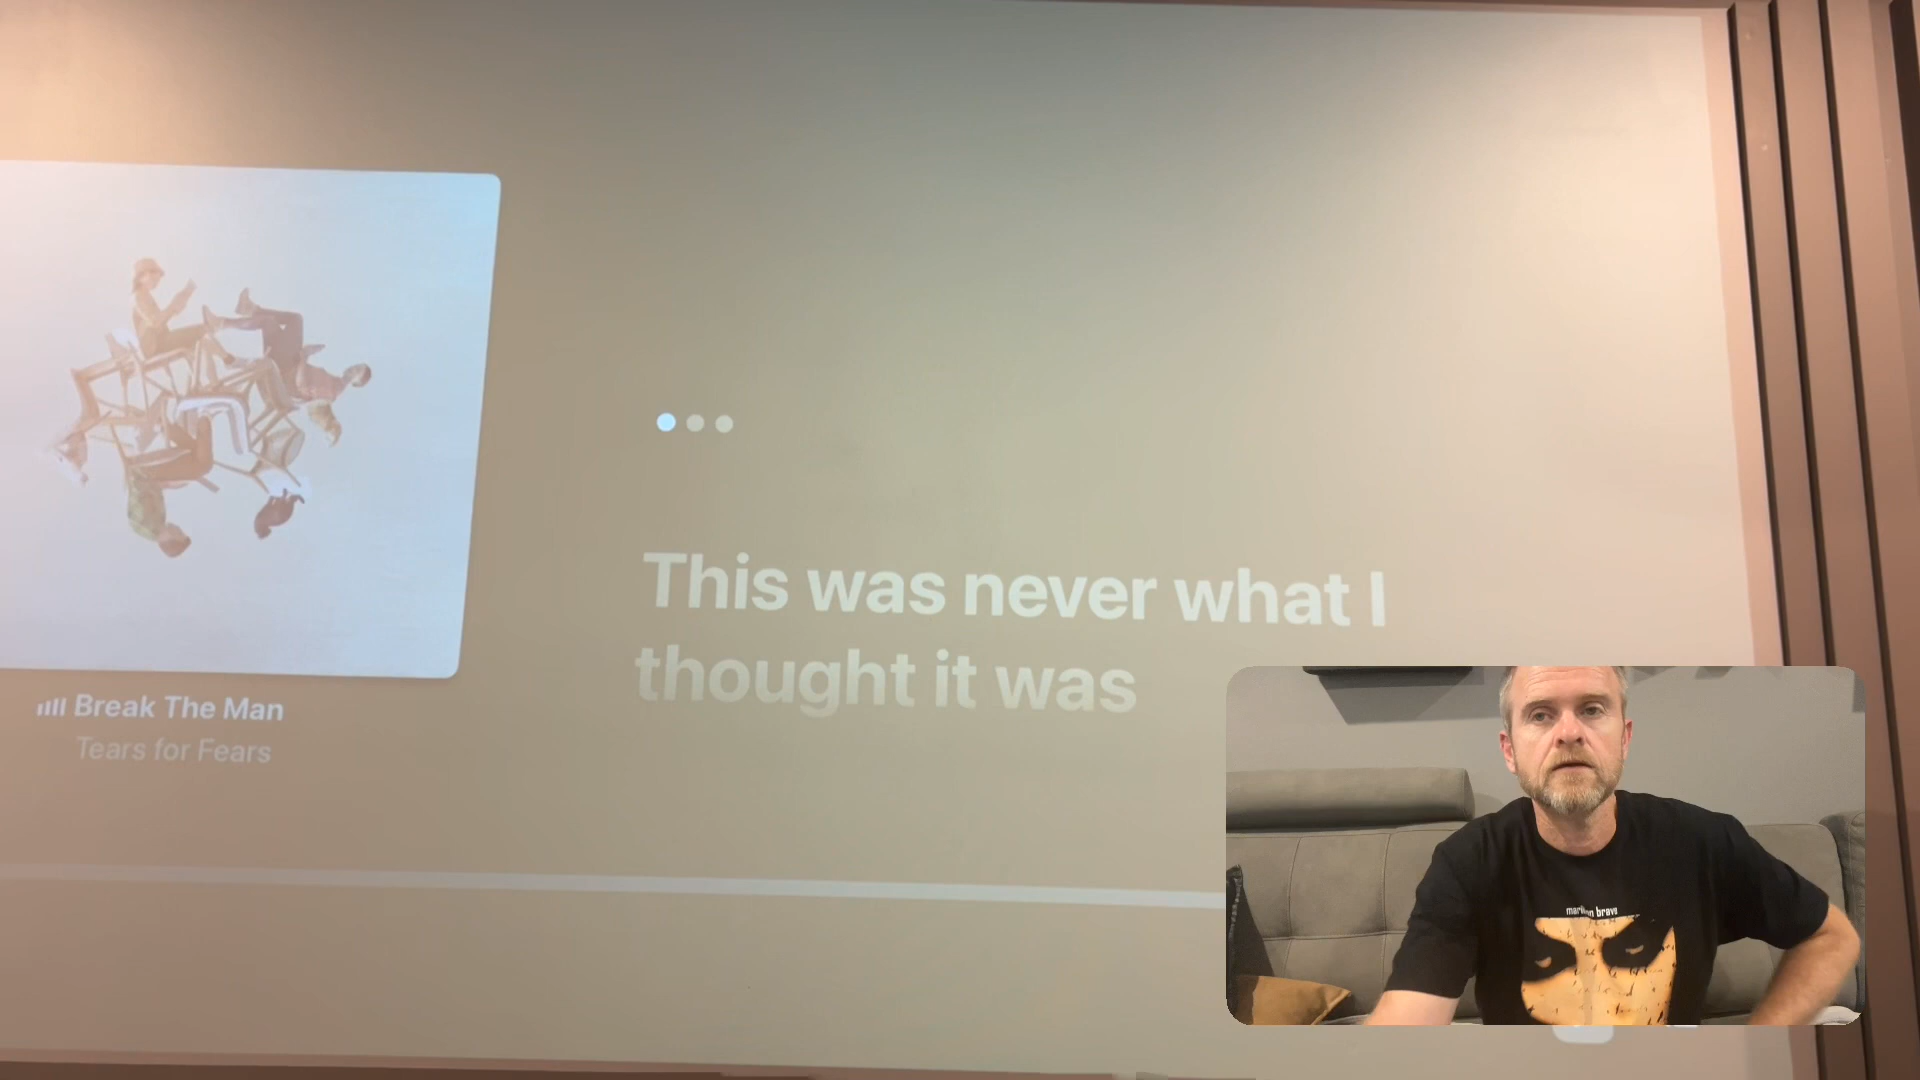 This was never what I
thought it was
Break The Man
Tears for Fears